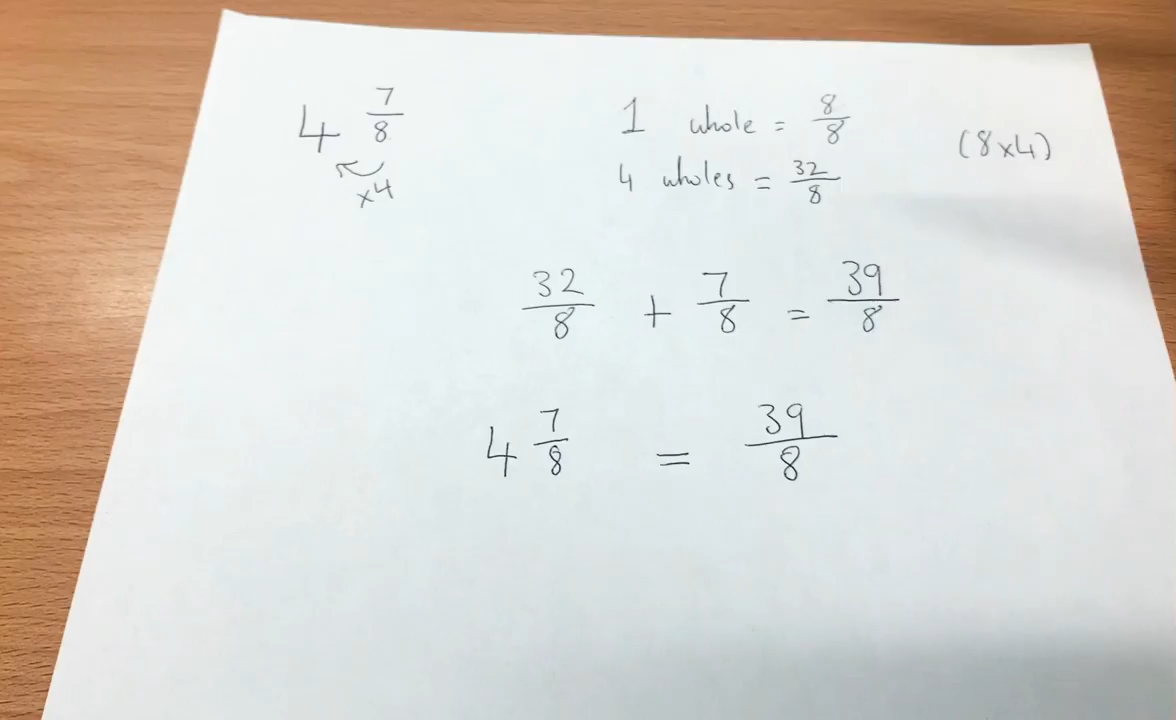 4 7/8
x4
1 whole = 8/8
4 wholes = 32/8
(8x4)
32/8 + 7/8 = 39/8
4 7/8 = 39/8